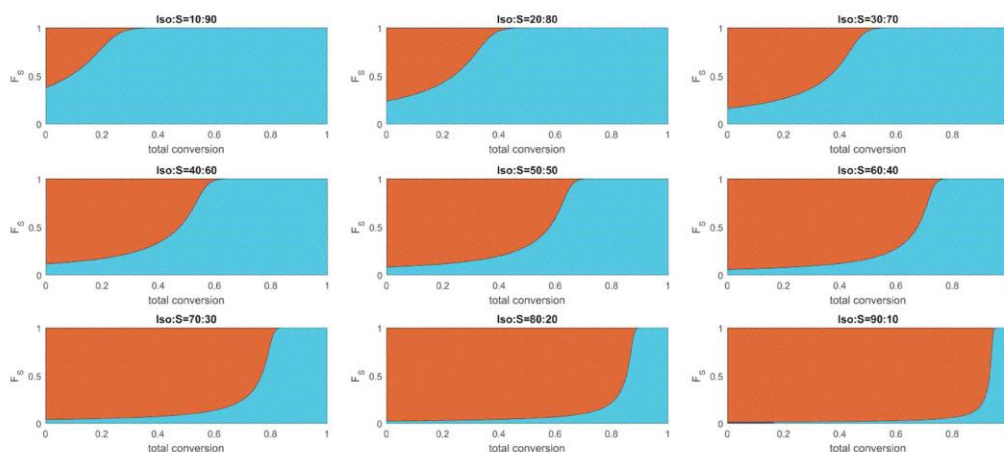 Iso:S=10:90
1
0.5
0
F_S
0 0.2 0.4 0.6 0.8 1
total conversion
Iso:S=20:80
1
0.5
0
F_S
0 0.2 0.4 0.6 0.8 1
total conversion
Iso:S=30:70
1
0.5
0
F_S
0 0.2 0.4 0.6 0.8
total conversion
Iso:S=40:60
1
0.5
0
F_S
0 0.2 0.4 0.6 0.8 1
total conversion
Iso:S=50:50
1
0.5
0
F_S
0 0.2 0.4 0.6 0.8 1
total conversion
Iso:S=60:40
1
0.5
0
F_S
0 0.2 0.4 0.6 0.8
total conversion
Iso:S=70:30
1
0.5
0
F_S
0 0.2 0.4 0.6 0.8 1
total conversion
Iso:S=80:20
1
0.5
0
F_S
0 0.2 0.4 0.6 0.8 1
total conversion
Iso:S=90:10
1
0.5
0
F_S
0 0.2 0.4 0.6 0.8
total conversion